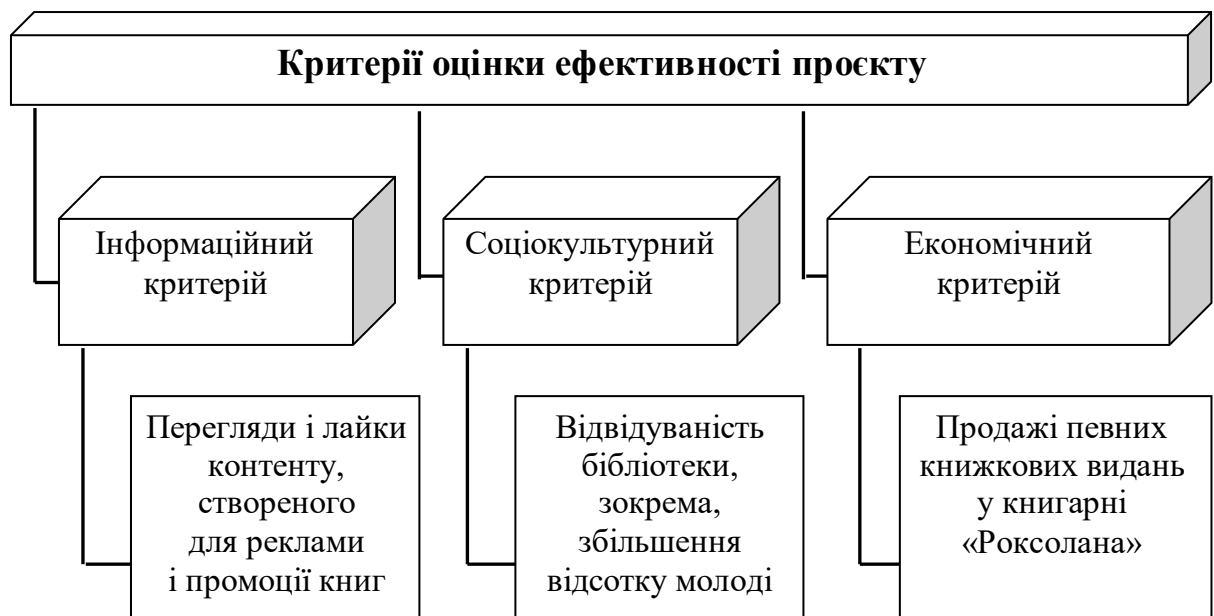 Критерії оцінки ефективності проєкту
Інформаційний
критерій
Перегляди і лайки
контенту,
створеного
для реклами
і промоції книг
Соціокультурний
критерій
Відвідуваність
бібліотеки,
зокрема,
збільшення
відсотку молоді
Економічний
критерій
Продажі певних
книжкових видань
у книгарні
«Роксолана»